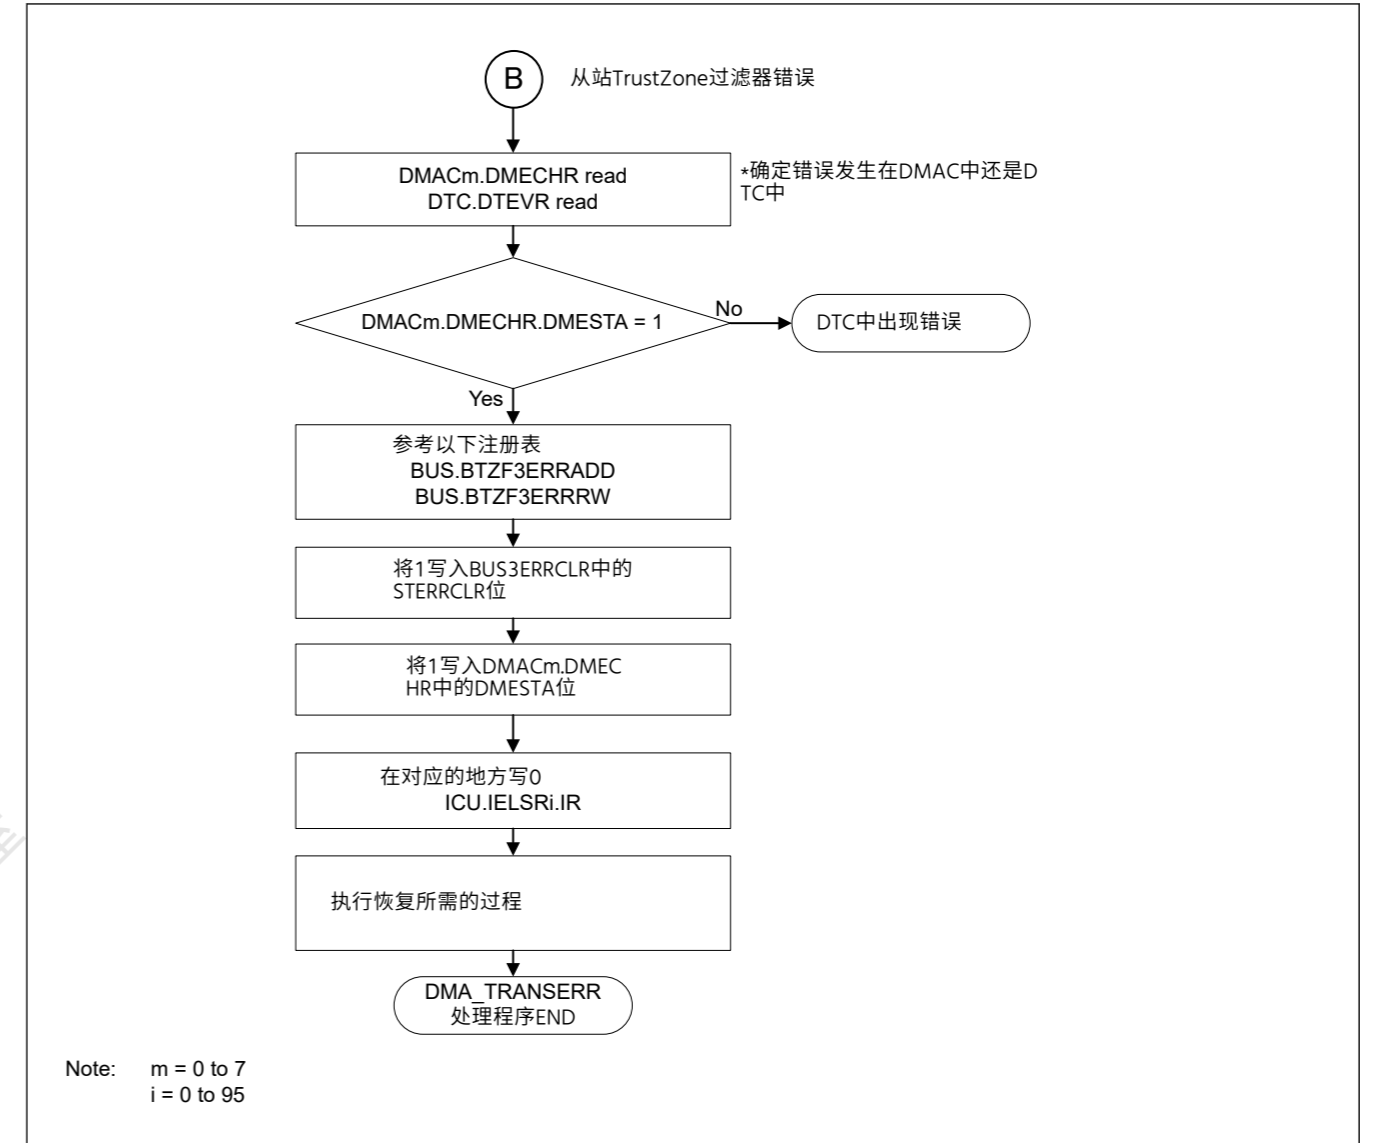 B
从站TrustZone过滤器错误
DMACm.DMECHR read
DTC.DTEVR read
*确定错误发生在DMAC中还是D
TC中
DMACm.DMECHR.DMESTA = 1
No
DTC中出现错误
Yes
参考以下注册表
BUS.BTZF3ERRADD
BUS.BTZF3ERRRW
将1写入BUS3ERRCLR中的
STERRCLR位
将1写入DMACm.DMEC
HR中的DMESTA位
在对应的地方写0
ICU.IELSRi.IR
执行恢复所需的过程
DMA_TRANSERR
处理程序END
Note: m = 0 to 7
i = 0 to 95